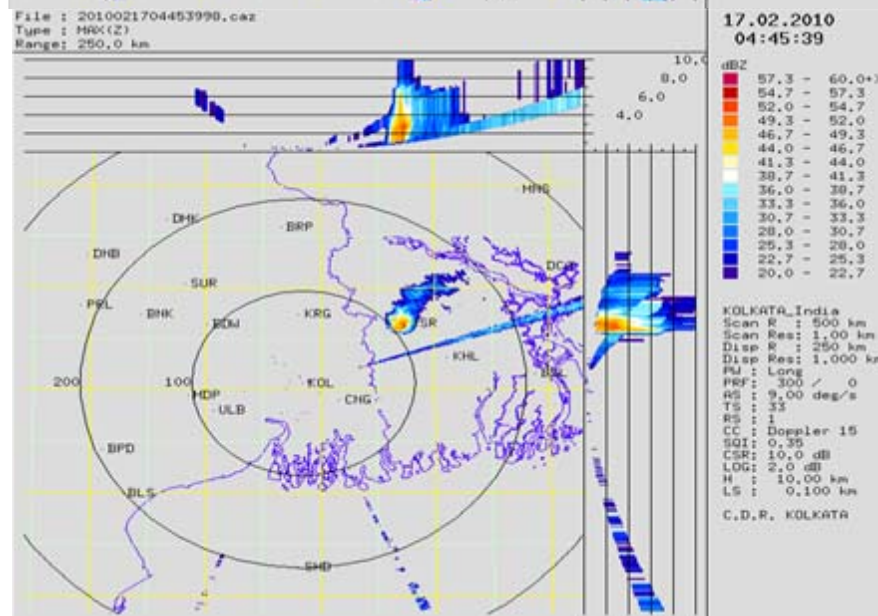 File : 2010021704453998.caz
Type : MAX(Z)
Range: 250.0 km
17.02.2010
04:45:39
10.0
8.0
6.0
4.0
dBZ
57.3 - 60.0+
54.7 - 57.3
52.0 - 54.7
49.3 - 52.0
46.7 - 49.3
44.0 - 46.7
41.3 - 44.0
38.7 - 41.3
36.0 - 38.7
33.3 - 36.0
30.7 - 33.3
28.0 - 30.7
25.3 - 28.0
22.7 - 25.3
20.0 - 22.7
MNG
DMK
BRP
DNB
SUR
PRL
BNK
BDW
KRG
SR
KHL
200
100
MDP
ULB
KOL
CNG
BPD
BLS
SHD
KOLKATA_India
Scan R : 500 km
Scan Res: 1.00 km
Disp R : 250 km
Disp Res: 1.000 km
PW : Long
PRF: 300 / 0
AS : 9.00 deg/s
TS : 33
RS : 1
CC : Doppler 15
SQI: 0.35
CSR: 10.0 dB
LOG: 2.0 dB
H : 10.00 km
LS : 0.100 km
C.D.R. KOLKATA